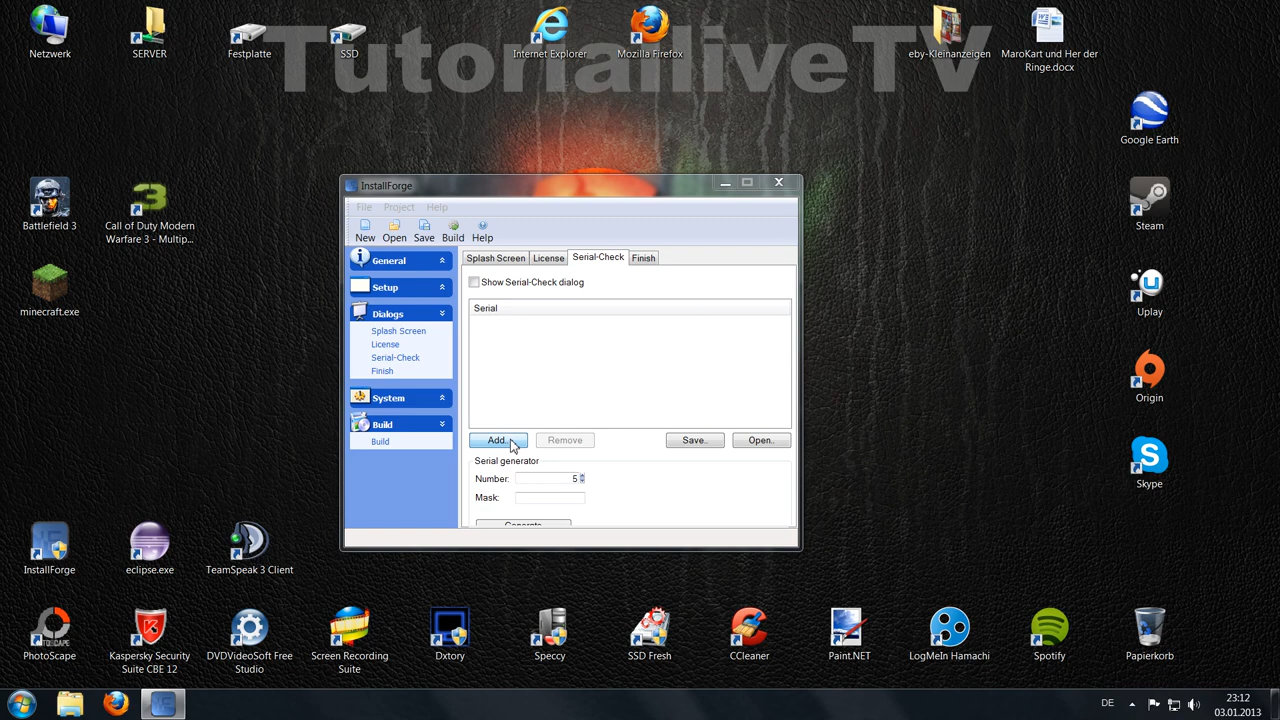 TutorialliveTV
Netzwerk
SERVER
Festplatte
SSD
Internet Explorer
Mozilla Firefox
eby-Kleinanzeigen
MaroKart und Her der
Ringe.docx
Google Earth
Battlefield 3
Call of Duty Modern
Warfare 3 - Multip...
Steam
minecraft.exe
Uplay
Origin
Skype
InstallForge
File Project Help
New Open Save Build Help
General
Setup
Dialogs
Splash Screen
License
Serial-Check
Finish
System
Build
Build
Splash Screen License Serial-Check Finish
Show Serial-Check dialog
Serial
Add.. Remove Save.. Open..
Serial generator
Number: 5
Mask:
Generate
InstallForge
eclipse.exe
TeamSpeak 3 Client
PhotoScape
Kaspersky Security
Suite CBE 12
DVDVideoSoft Free
Studio
Screen Recording
Suite
Dxtory
Speccy
SSD Fresh
CCleaner
Paint.NET
LogMeIn Hamachi
Spotify
Papierkorb
DE
23:12
03.01.2013